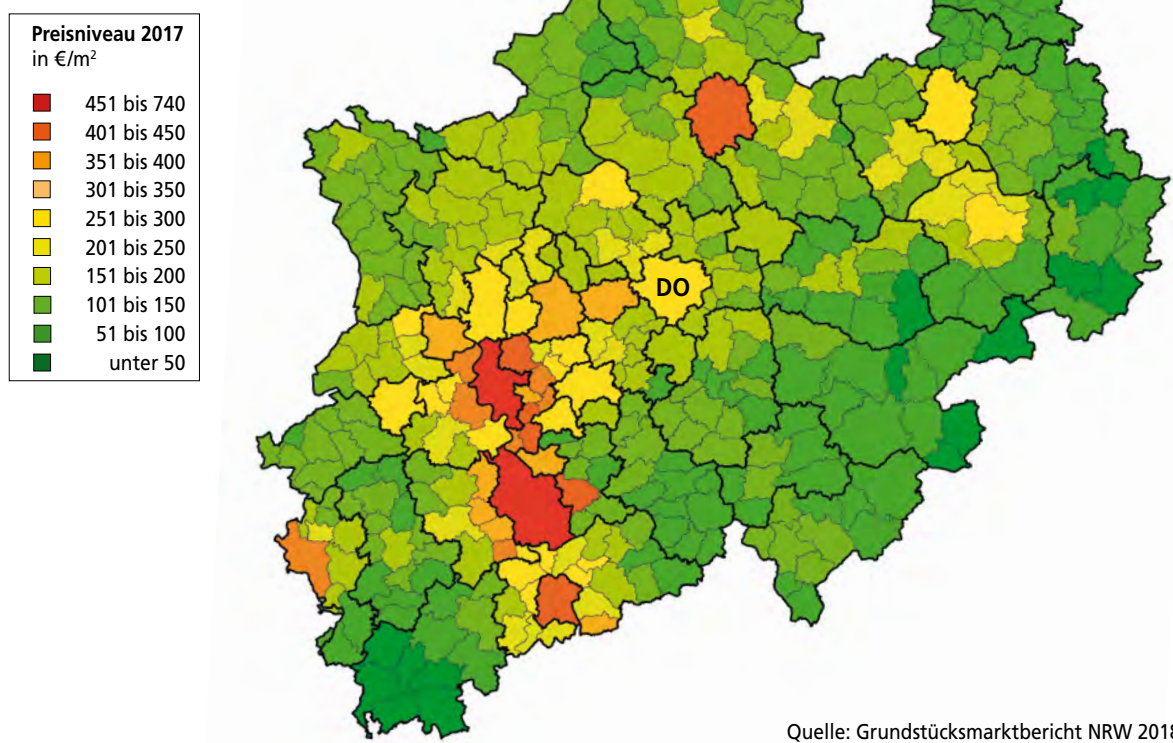 Preisniveau 2017
in €/m²
451 bis 740
401 bis 450
351 bis 400
301 bis 350
251 bis 300
201 bis 250
151 bis 200
101 bis 150
51 bis 100
unter 50
DO
Quelle: Grundstücksmarktbericht NRW 2018